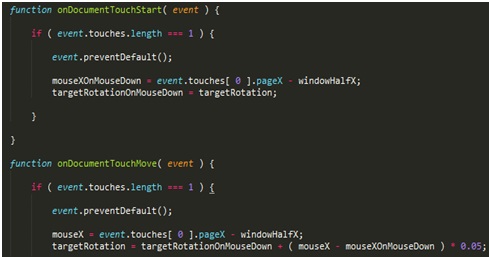 function onDocumentTouchStart( event ) {
if ( event.touches.length === 1 ) {
event.preventDefault();
mouseXOnMouseDown = event.touches[ 0 ].pageX - windowHalfX;
targetRotationOnMouseDown = targetRotation;
}
}
function onDocumentTouchMove( event ) {
if ( event.touches.length === 1 ) {
event.preventDefault();
mouseX = event.touches[ 0 ].pageX - windowHalfX;
targetRotation = targetRotationOnMouseDown + ( mouseX - mouseXOnMouseDown ) * 0.05;